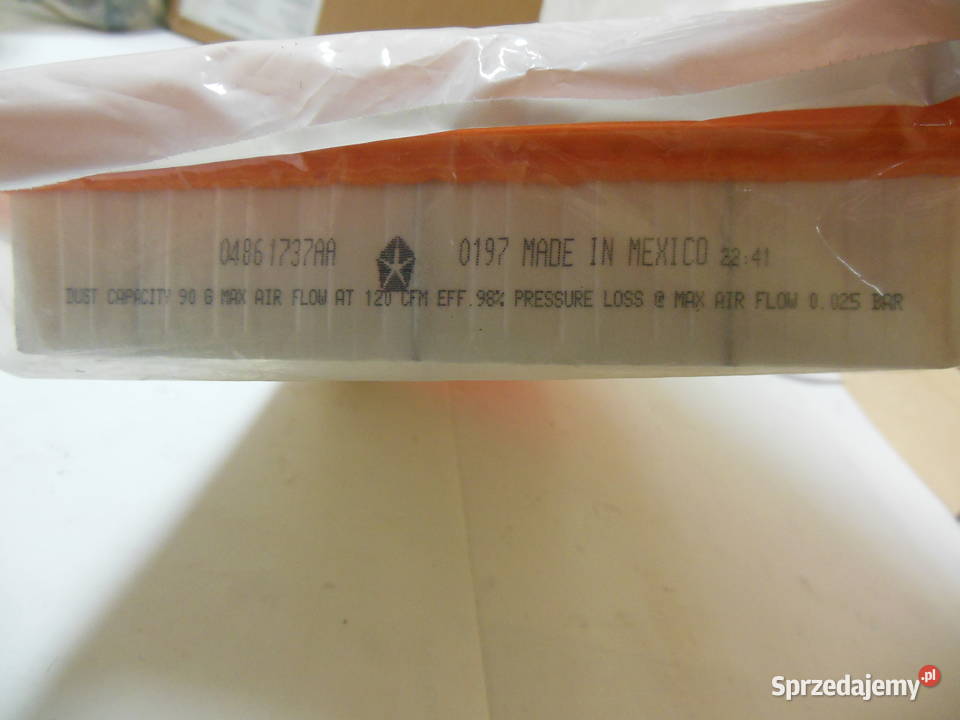 04861737AA 0197 MADE IN MEXICO 22:41
DUST CAPACITY 90 G MAX AIR FLOW AT 120 CFM EFF.98% PRESSURE LOSS @ MAX AIR FLOW 0.025 BAR
Sprzedajemy.pl